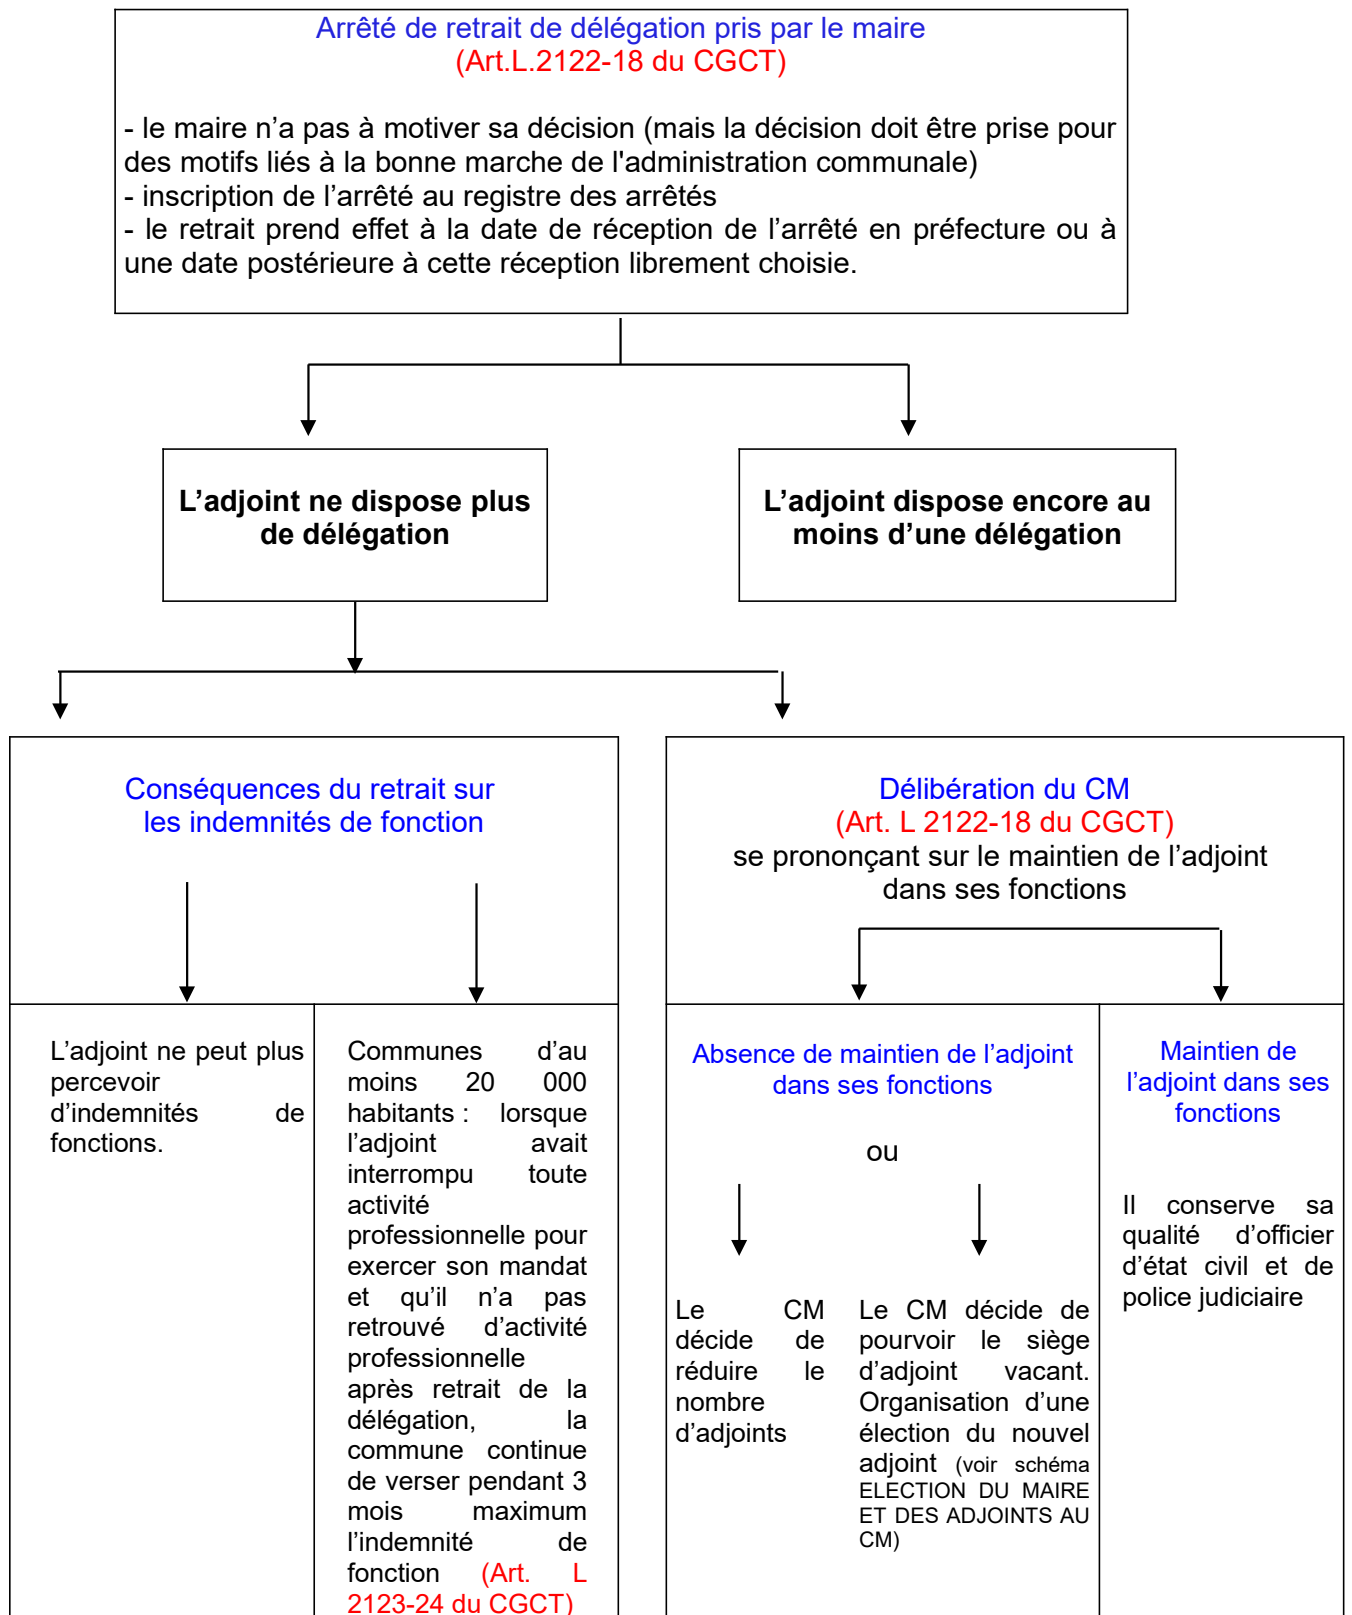 Arrêté de retrait de délégation pris par le maire
(Art.L.2122-18 du CGCT)
- le maire n’a pas à motiver sa décision (mais la décision doit être prise pour
des motifs liés à la bonne marche de l'administration communale)
- inscription de l’arrêté au registre des arrêtés
- le retrait prend effet à la date de réception de l’arrêté en préfecture ou à
une date postérieure à cette réception librement choisie.
L’adjoint ne dispose plus
de délégation
L’adjoint dispose encore au
moins d’une délégation
Conséquences du retrait sur
les indemnités de fonction
L’adjoint ne peut plus
percevoir
d’indemnités de
fonctions.
Communes d’au
moins 20 000
habitants : lorsque
l’adjoint avait
interrompu toute
activité
professionnelle pour
exercer son mandat
et qu’il n’a pas
retrouvé d’activité
professionnelle
après retrait de la
délégation, la
commune continue
de verser pendant 3
mois maximum
l’indemnité de
fonction (Art. L
2123-24 du CGCT)
Délibération du CM
(Art. L 2122-18 du CGCT)
se prononçant sur le maintien de l’adjoint
dans ses fonctions
Absence de maintien de l’adjoint
dans ses fonctions
ou
Le CM
décide de
réduire le
nombre
d’adjoints
Le CM décide de
pourvoir le siège
d’adjoint vacant.
Organisation d’une
élection du nouvel
adjoint (voir schéma
ELECTION DU MAIRE
ET DES ADJOINTS AU
CM)
Maintien de
l’adjoint dans ses
fonctions
Il conserve sa
qualité d’officier
d’état civil et de
police judiciaire